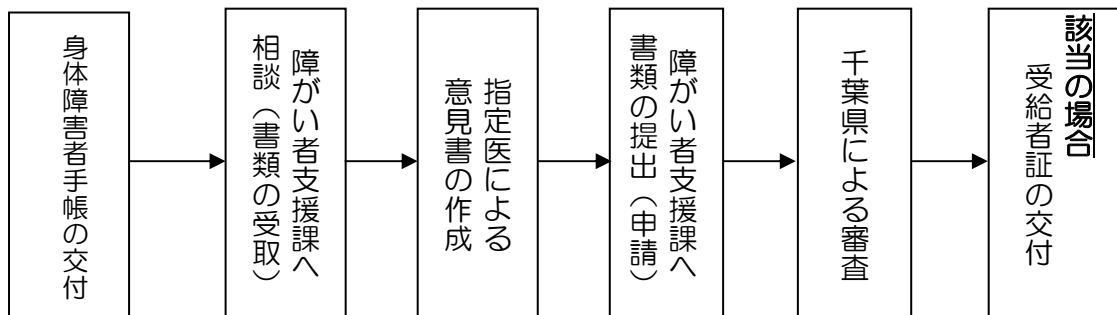 身体障害者手帳の交付
障がい者支援課へ
相談（書類の受取）
指定医による
意見書の作成
障がい者支援課へ
書類の提出（申請）
千葉県による審査
該当の場合
受給者証の交付